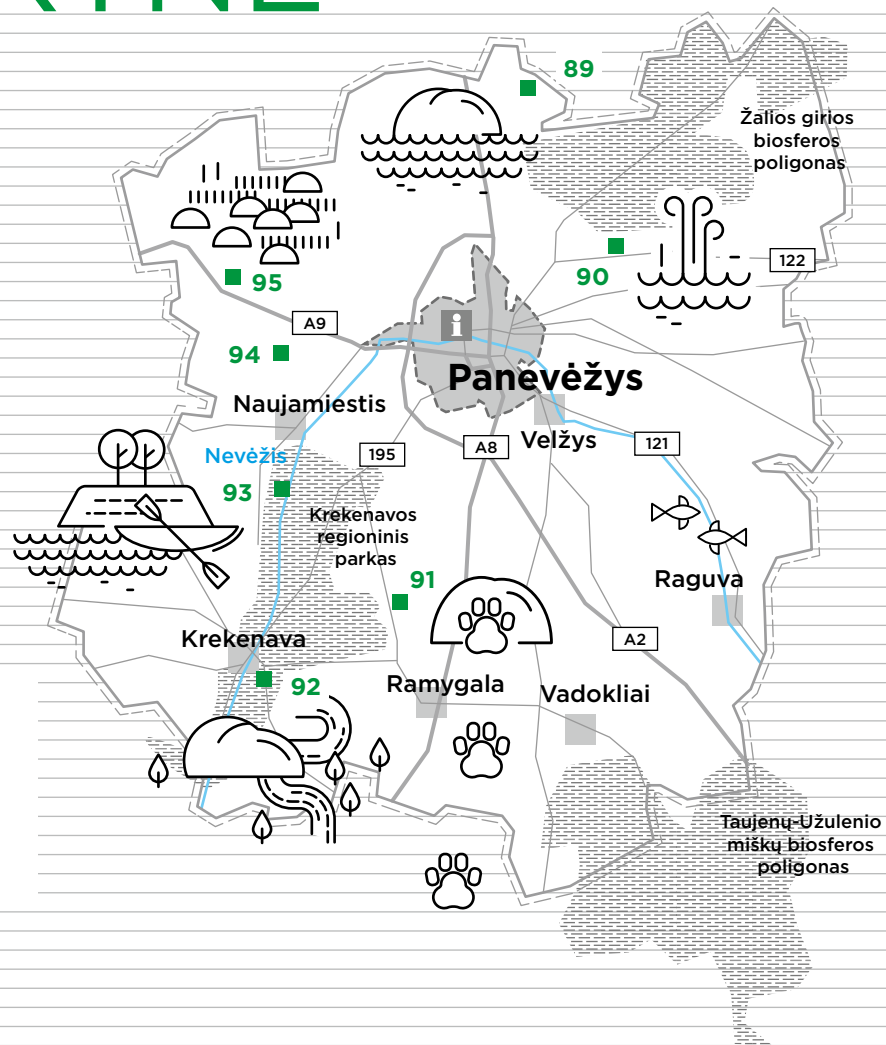 89
Žalios girios
biosferos
poligonas
90
122
95
A9
i
94
Panevėžys
Naujamiestis
Velžys
121
Nevėžis
195
A8
93
Krekenavos
regioninis
parkas
91
Raguva
Krekenava
A2
92
Ramygala
Vadokliai
Taujenų-Užulenio
miškų biosferos
poligonas